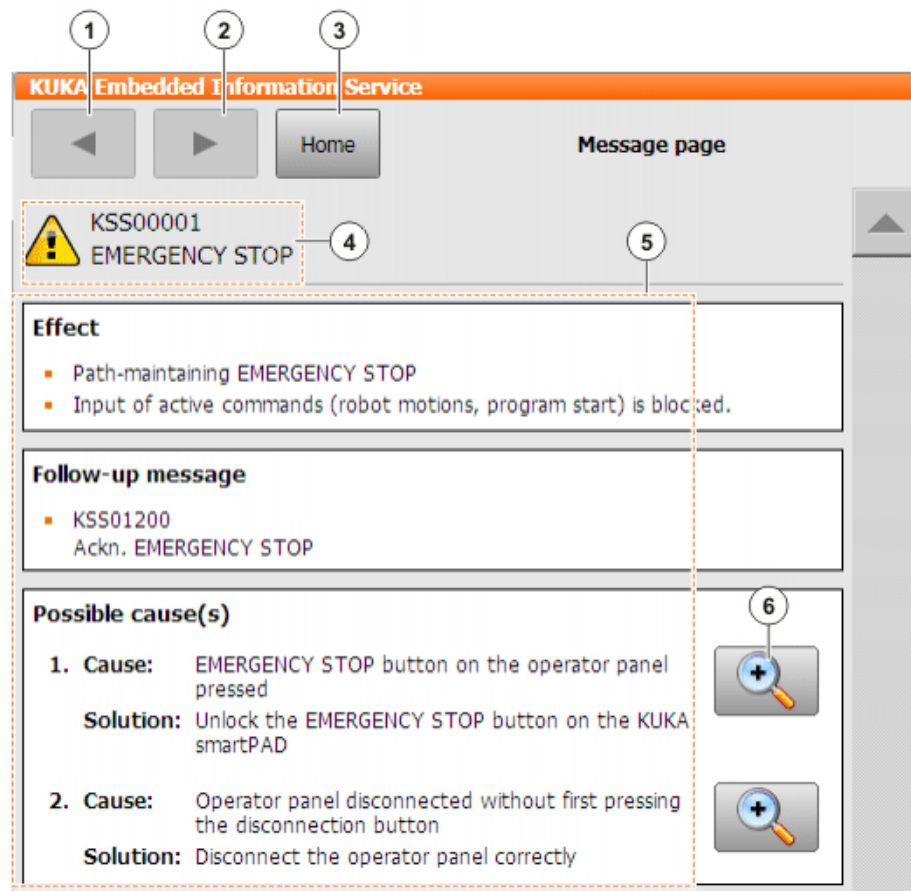 1 2 3
KUKA Embedded Information Service
Home Message page
KSS00001
EMERGENCY STOP
4
5
Effect
Path-maintaining EMERGENCY STOP
Input of active commands (robot motions, program start) is blocked.
Follow-up message
KSS01200
Ackn. EMERGENCY STOP
Possible cause(s)
6
1. Cause: EMERGENCY STOP button on the operator panel
pressed
Solution: Unlock the EMERGENCY STOP button on the KUKA
smartPAD
2. Cause: Operator panel disconnected without first pressing
the disconnection button
Solution: Disconnect the operator panel correctly